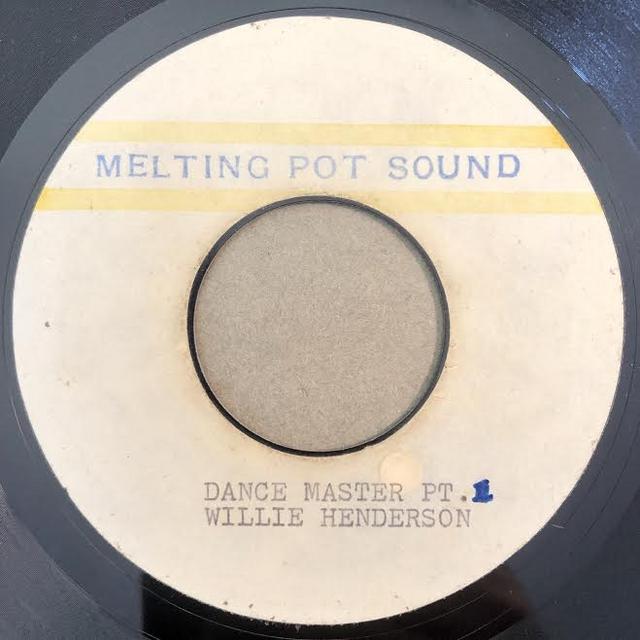 MELTING POT SOUND
DANCE MASTER PT.1
WILLIE HENDERSON